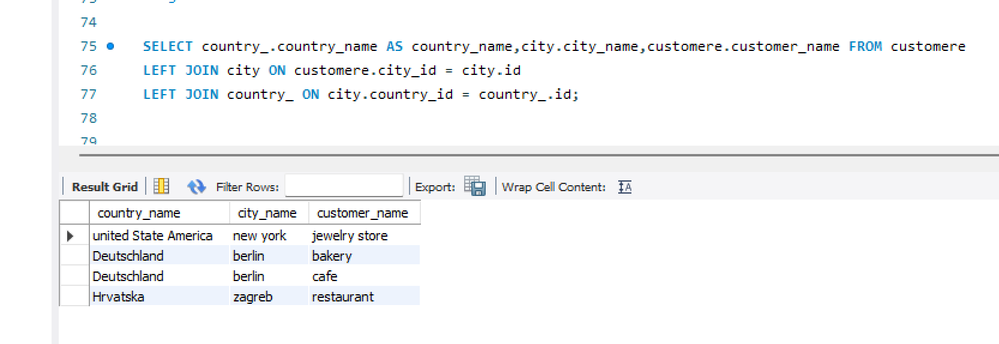 74
75 SELECT country_.country_name AS country_name,city.city_name,customere.customer_name FROM customere
76 LEFT JOIN city ON customere.city_id = city.id
77 LEFT JOIN country_ ON city.country_id = country_.id;
78
79
Result Grid Filter Rows: Export: Wrap Cell Content:
country_name city_name customer_name
united State America new york jewelry store
Deutschland berlin bakery
Deutschland berlin cafe
Hrvatska zagreb restaurant